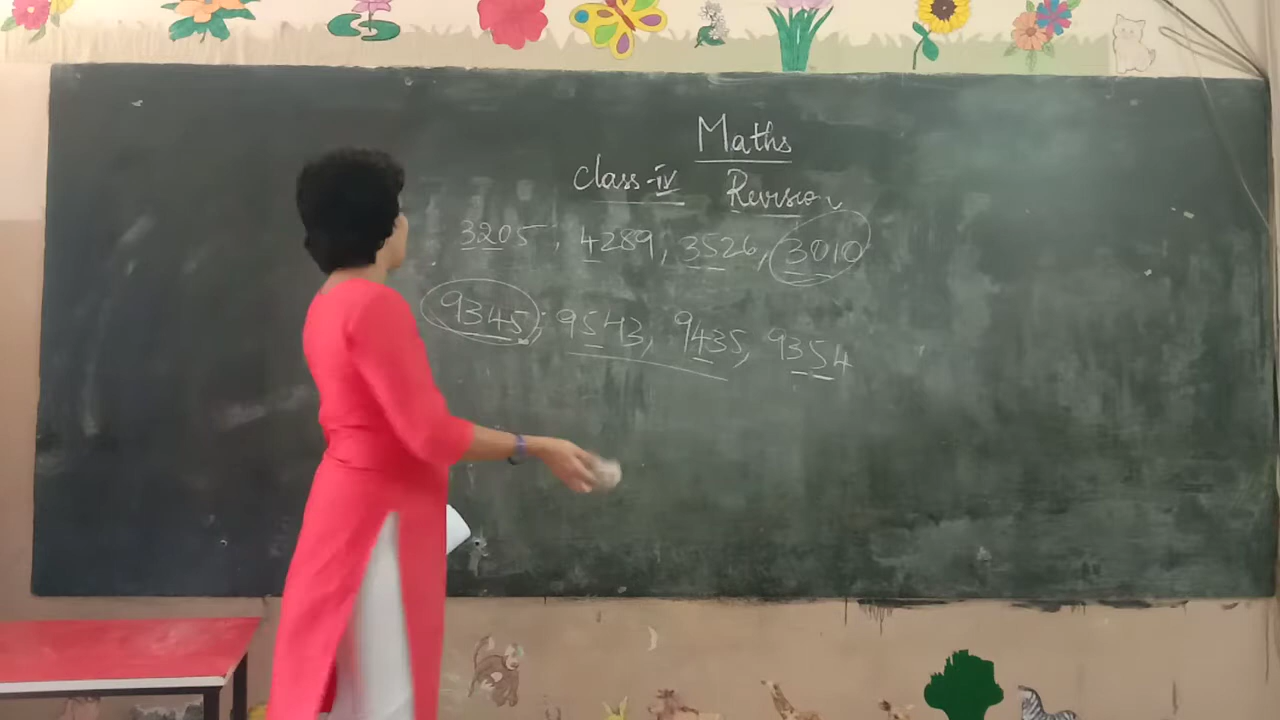 Maths
Class-iv Revision
3205, 4289, 3526, 3010
9345, 9543, 9435, 9354